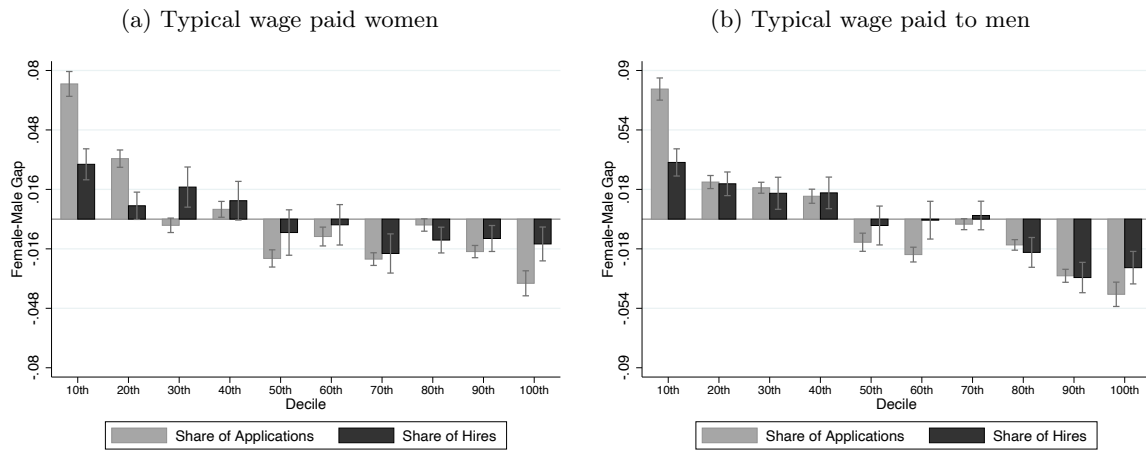 (a) Typical wage paid women
.08
.048
.016
-.016
-.048
-.08
Female-Male Gap
10th 20th 30th 40th 50th 60th 70th 80th 90th 100th
Decile
Share of Applications Share of Hires
(b) Typical wage paid to men
.09
.054
.018
-.018
-.054
-.09
Female-Male Gap
10th 20th 30th 40th 50th 60th 70th 80th 90th 100th
Decile
Share of Applications Share of Hires